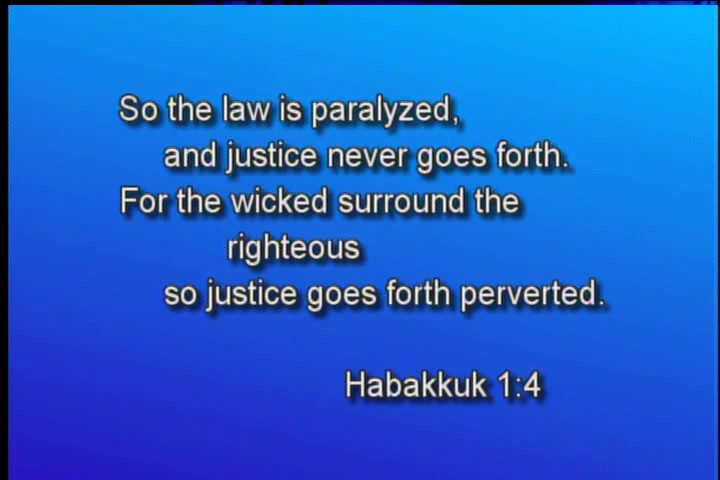 So the law is paralyzed,
and justice never goes forth.
For the wicked surround the
righteous
so justice goes forth perverted.
Habakkuk 1:4